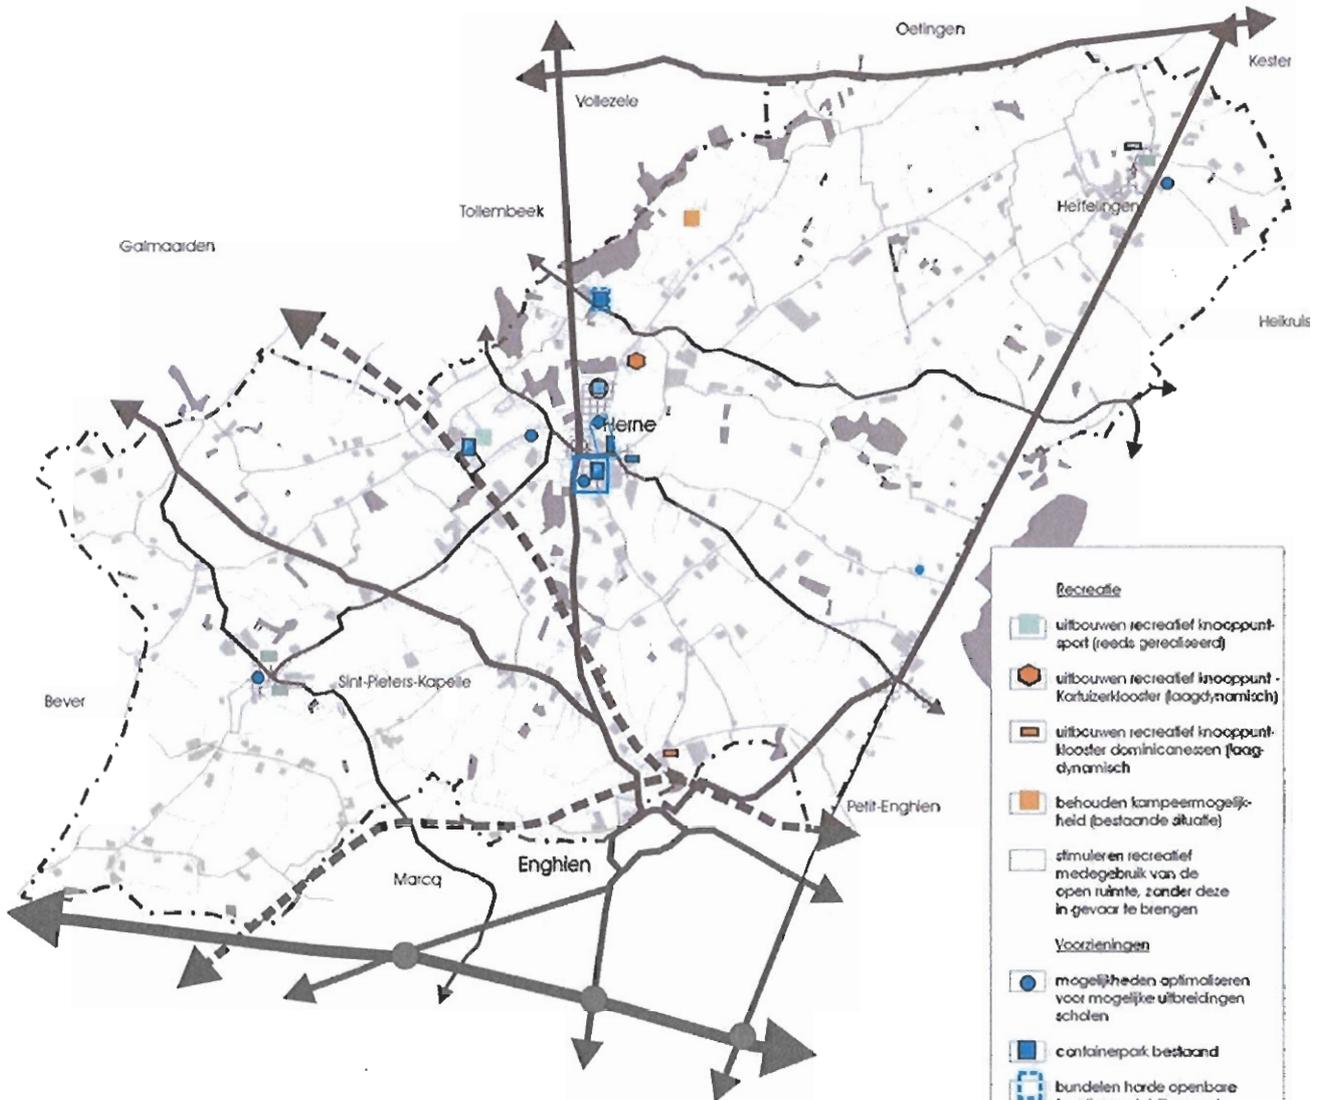 Oetingen
Kester
Vollezele
Tollembeek
Herfelingen
Galmaarden
Heikruis
Herne
Sint-Pieters-Kapelle
Bever
Petit-Enghien
Enghien
Marcq
Recreatie
uitbouwen recreatief knooppunt-
sport (reeds gerealiseerd)
uitbouwen recreatief knooppunt -
Kartuizerklooster (laagdynamisch)
uitbouwen recreatief knooppunt-
klooster dominicanessen (laag-
dynamisch
behouden kampeermogelijk-
heid (bestaande situatie)
stimuleren recreatief
medegebruik van de
open ruimte, zonder deze
in gevaar te brengen
Voorzieningen
mogelijkheden optimaliseren
voor mogelijke uitbreidingen
scholen
containerpark bestaand
bundelen harde openbare